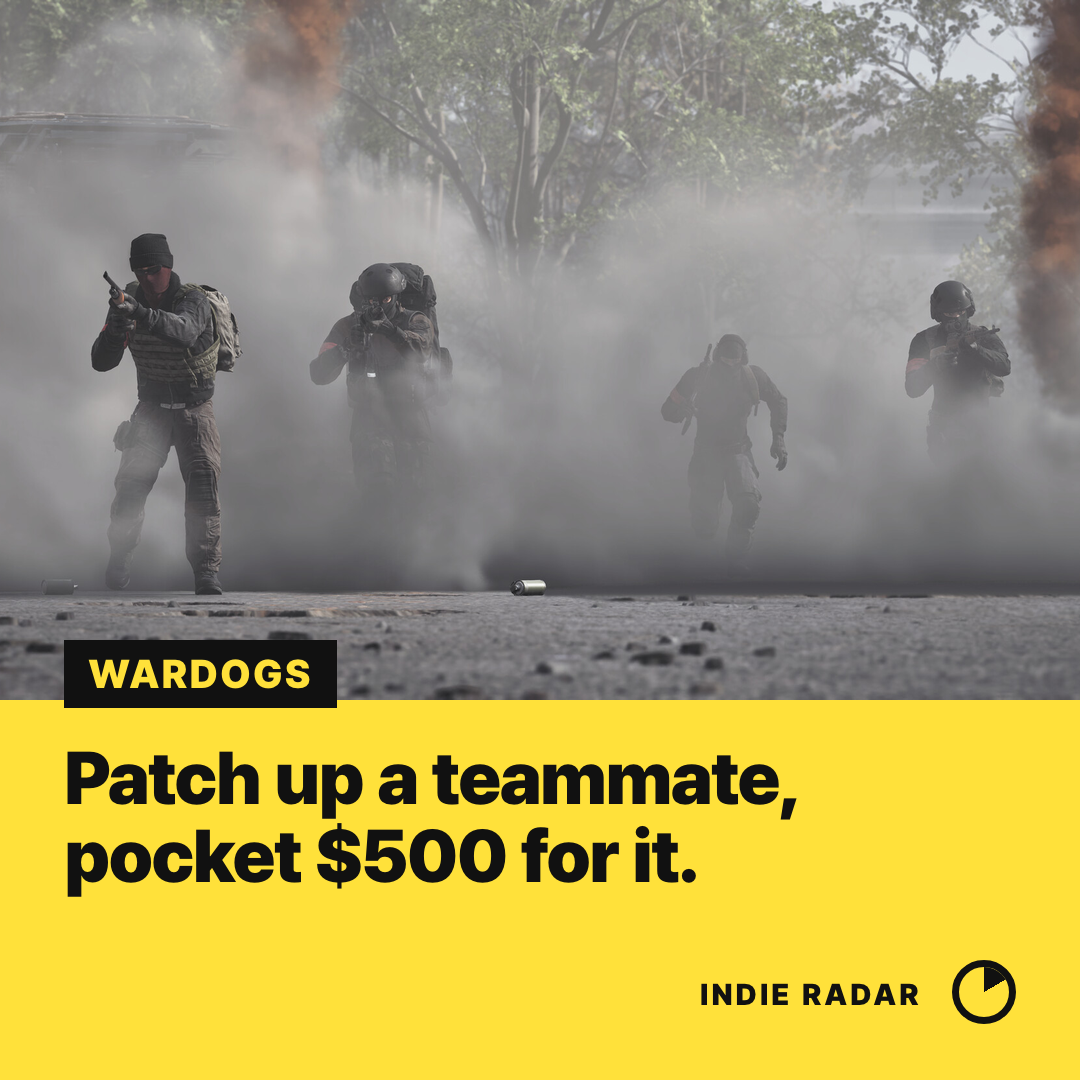 WARDOGS
Patch up a teammate,
pocket $500 for it.
INDIE RADAR